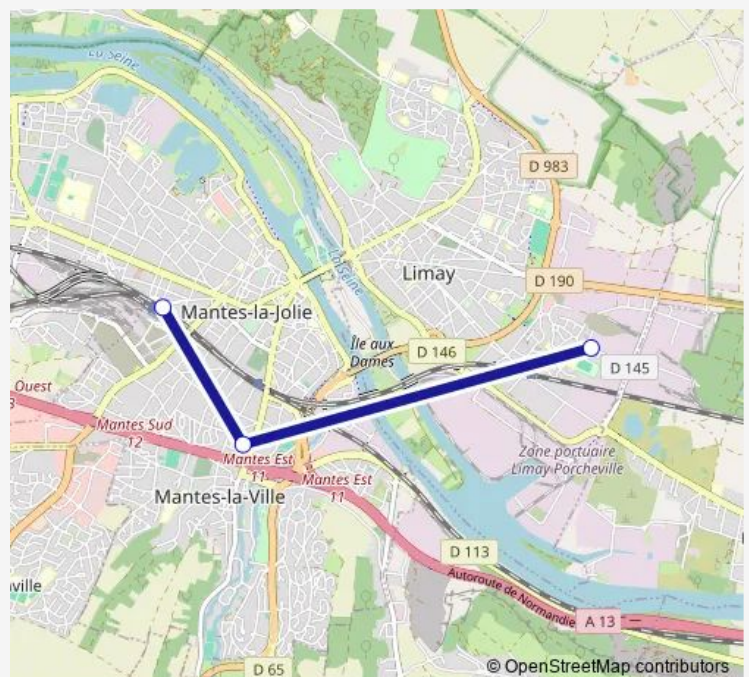 La Seine
D 983
Limay
La Seine
D 190
Mantes-la-Jolie
Île aux
Dames
D 146
D 145
Ouest
Mantes Sud
12
Mantes Est
11
Zone portuaire
Limay Porcheville
Mantes Est
11
Mantes-la-Ville
D 113
Autoroute de Normandie
ville
A 13
D 65
© OpenStreetMap contributors